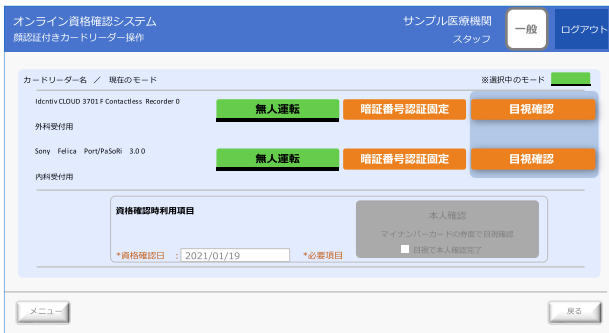 オンライン資格確認システム
顔認証付きカードリーダー操作
サンプル医療機関
スタッフ
一般
ログアウト
カードリーダー名 / 現在のモード
※選択中のモード
Identiv CLOUD 3701 F Contactless Recorder 0
外科受付用
無人運転
暗証番号認証固定
目視確認
Sony Felica Port/PaSoRi 3.0 0
内科受付用
無人運転
暗証番号認証固定
目視確認
資格確認時利用項目
*資格確認日 : 2021/01/19 *必要項目
本人確認
マイナンバーカードの券面で目視確認
目視で本人確認完了
メニュー
戻る